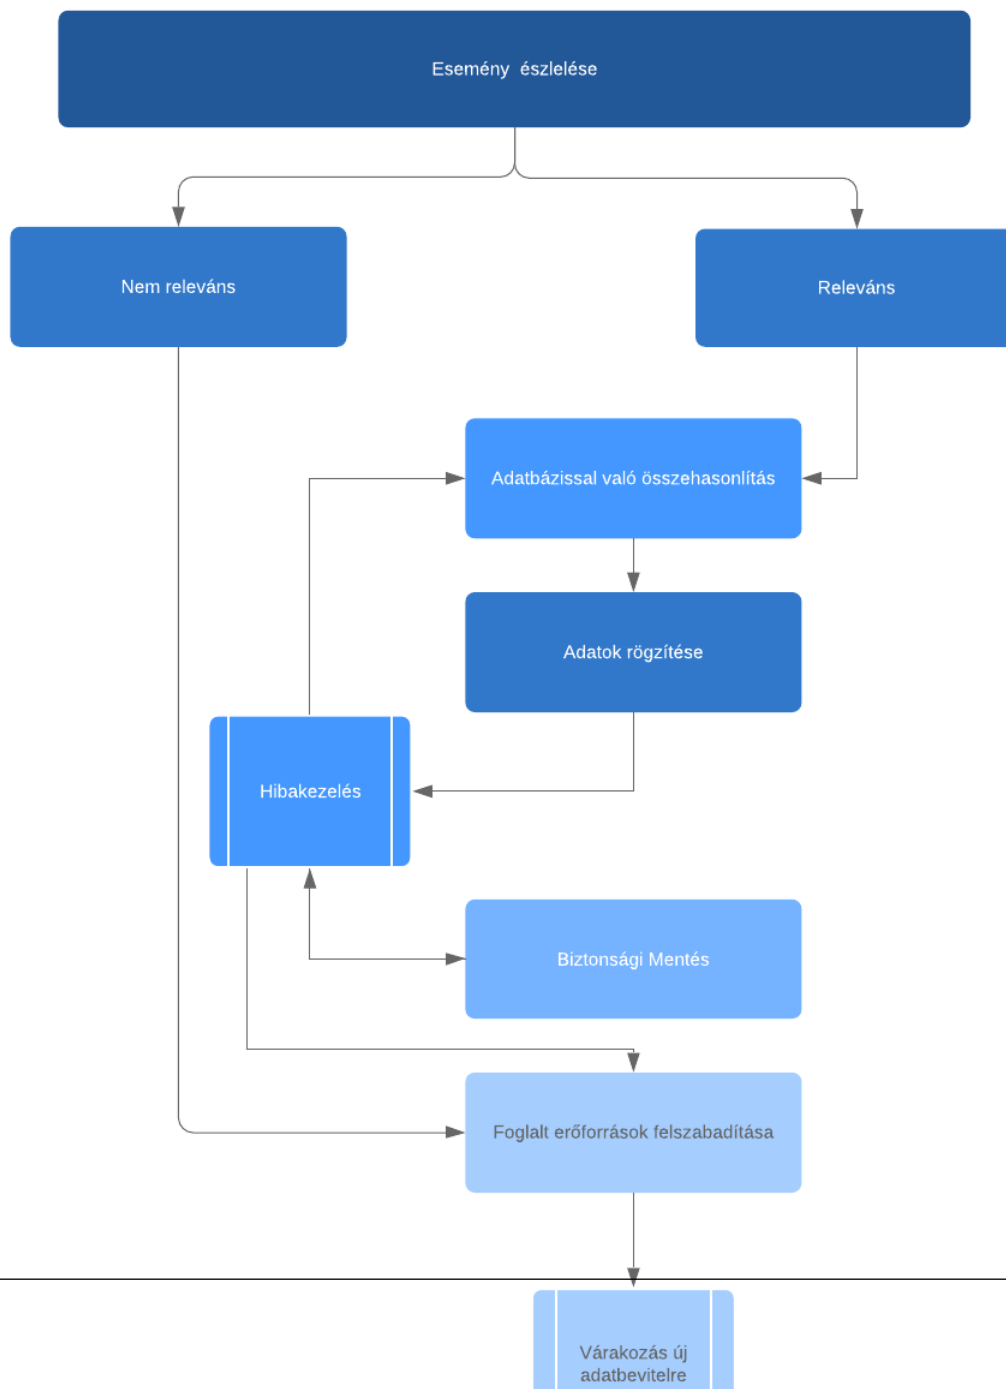 Esemény  észlelése
Nem releváns
Releváns
Adatbázissal való összehasonlítás
Adatok rögzítése
Hibakezelés
Biztonsági Mentés
Foglalt erőforrások felszabadítása
Várakozás új
adatbevitelre